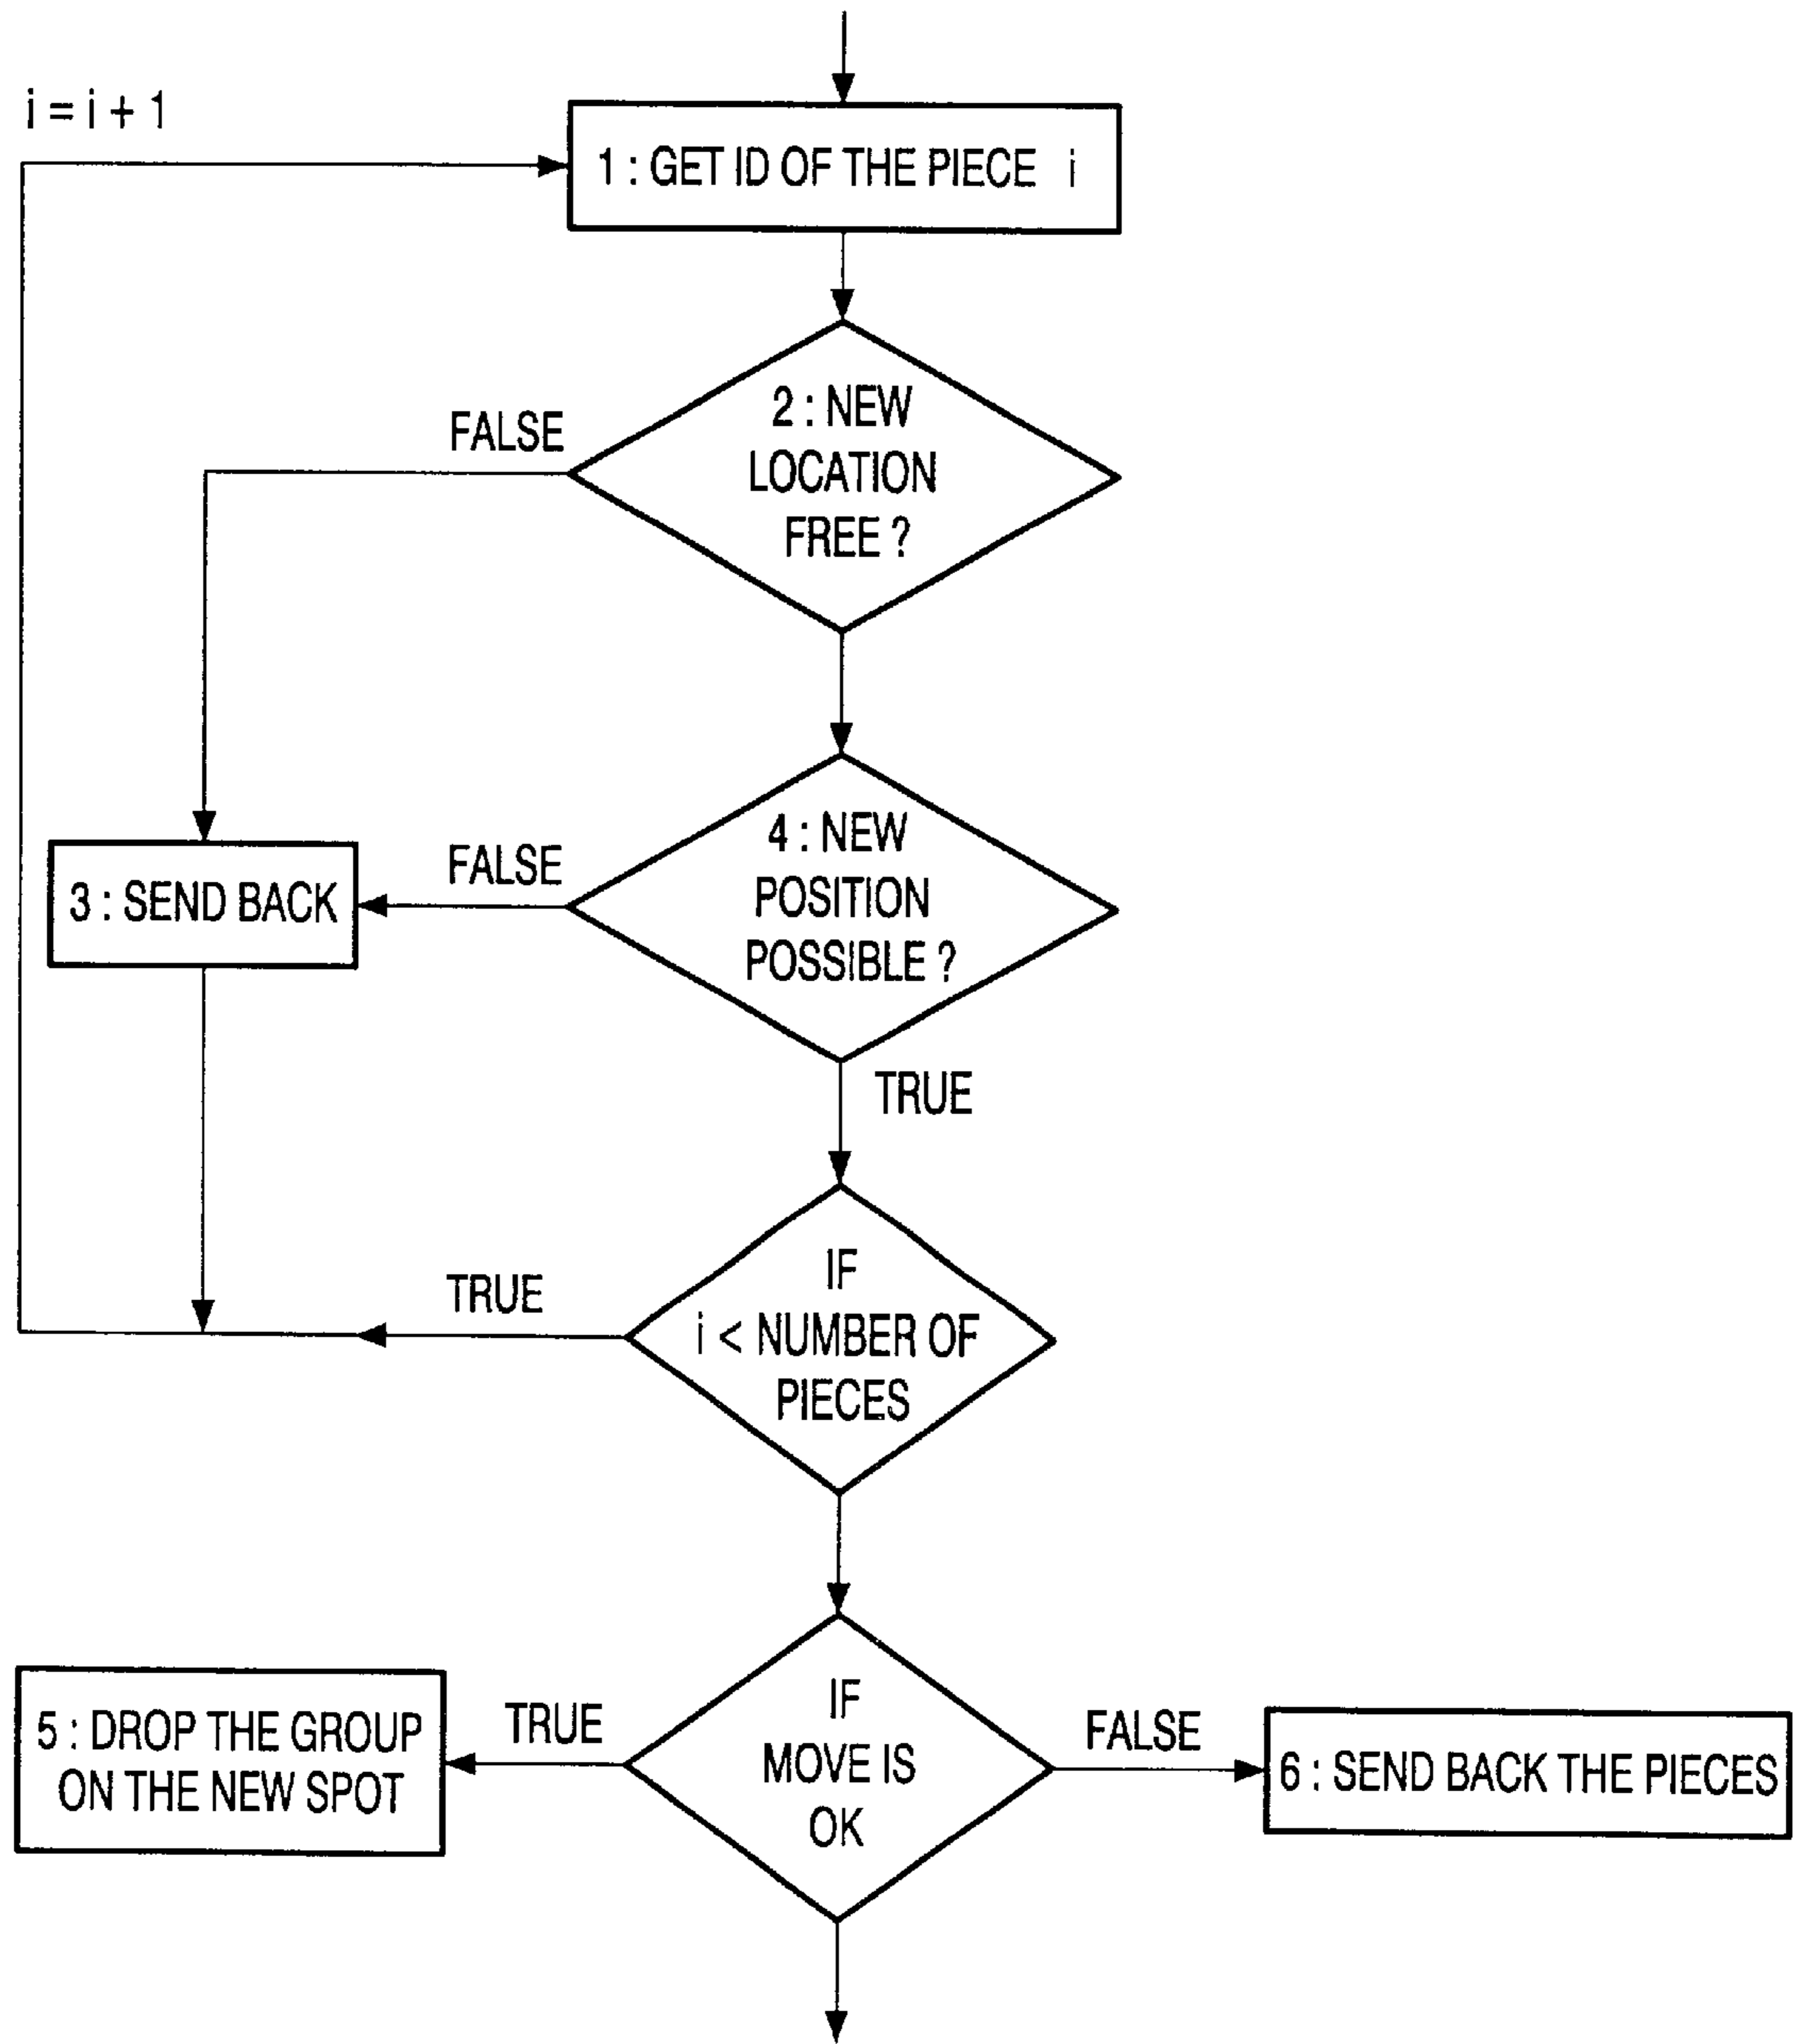 i = i + 1
1 : GET ID OF THE PIECE i
2 : NEW
LOCATION
FREE ?
FALSE
4 : NEW
POSITION
POSSIBLE ?
FALSE
3 : SEND BACK
TRUE
IF
i < NUMBER OF
PIECES
TRUE
IF
MOVE IS
OK
TRUE
5 : DROP THE GROUP
ON THE NEW SPOT
FALSE
6 : SEND BACK THE PIECES